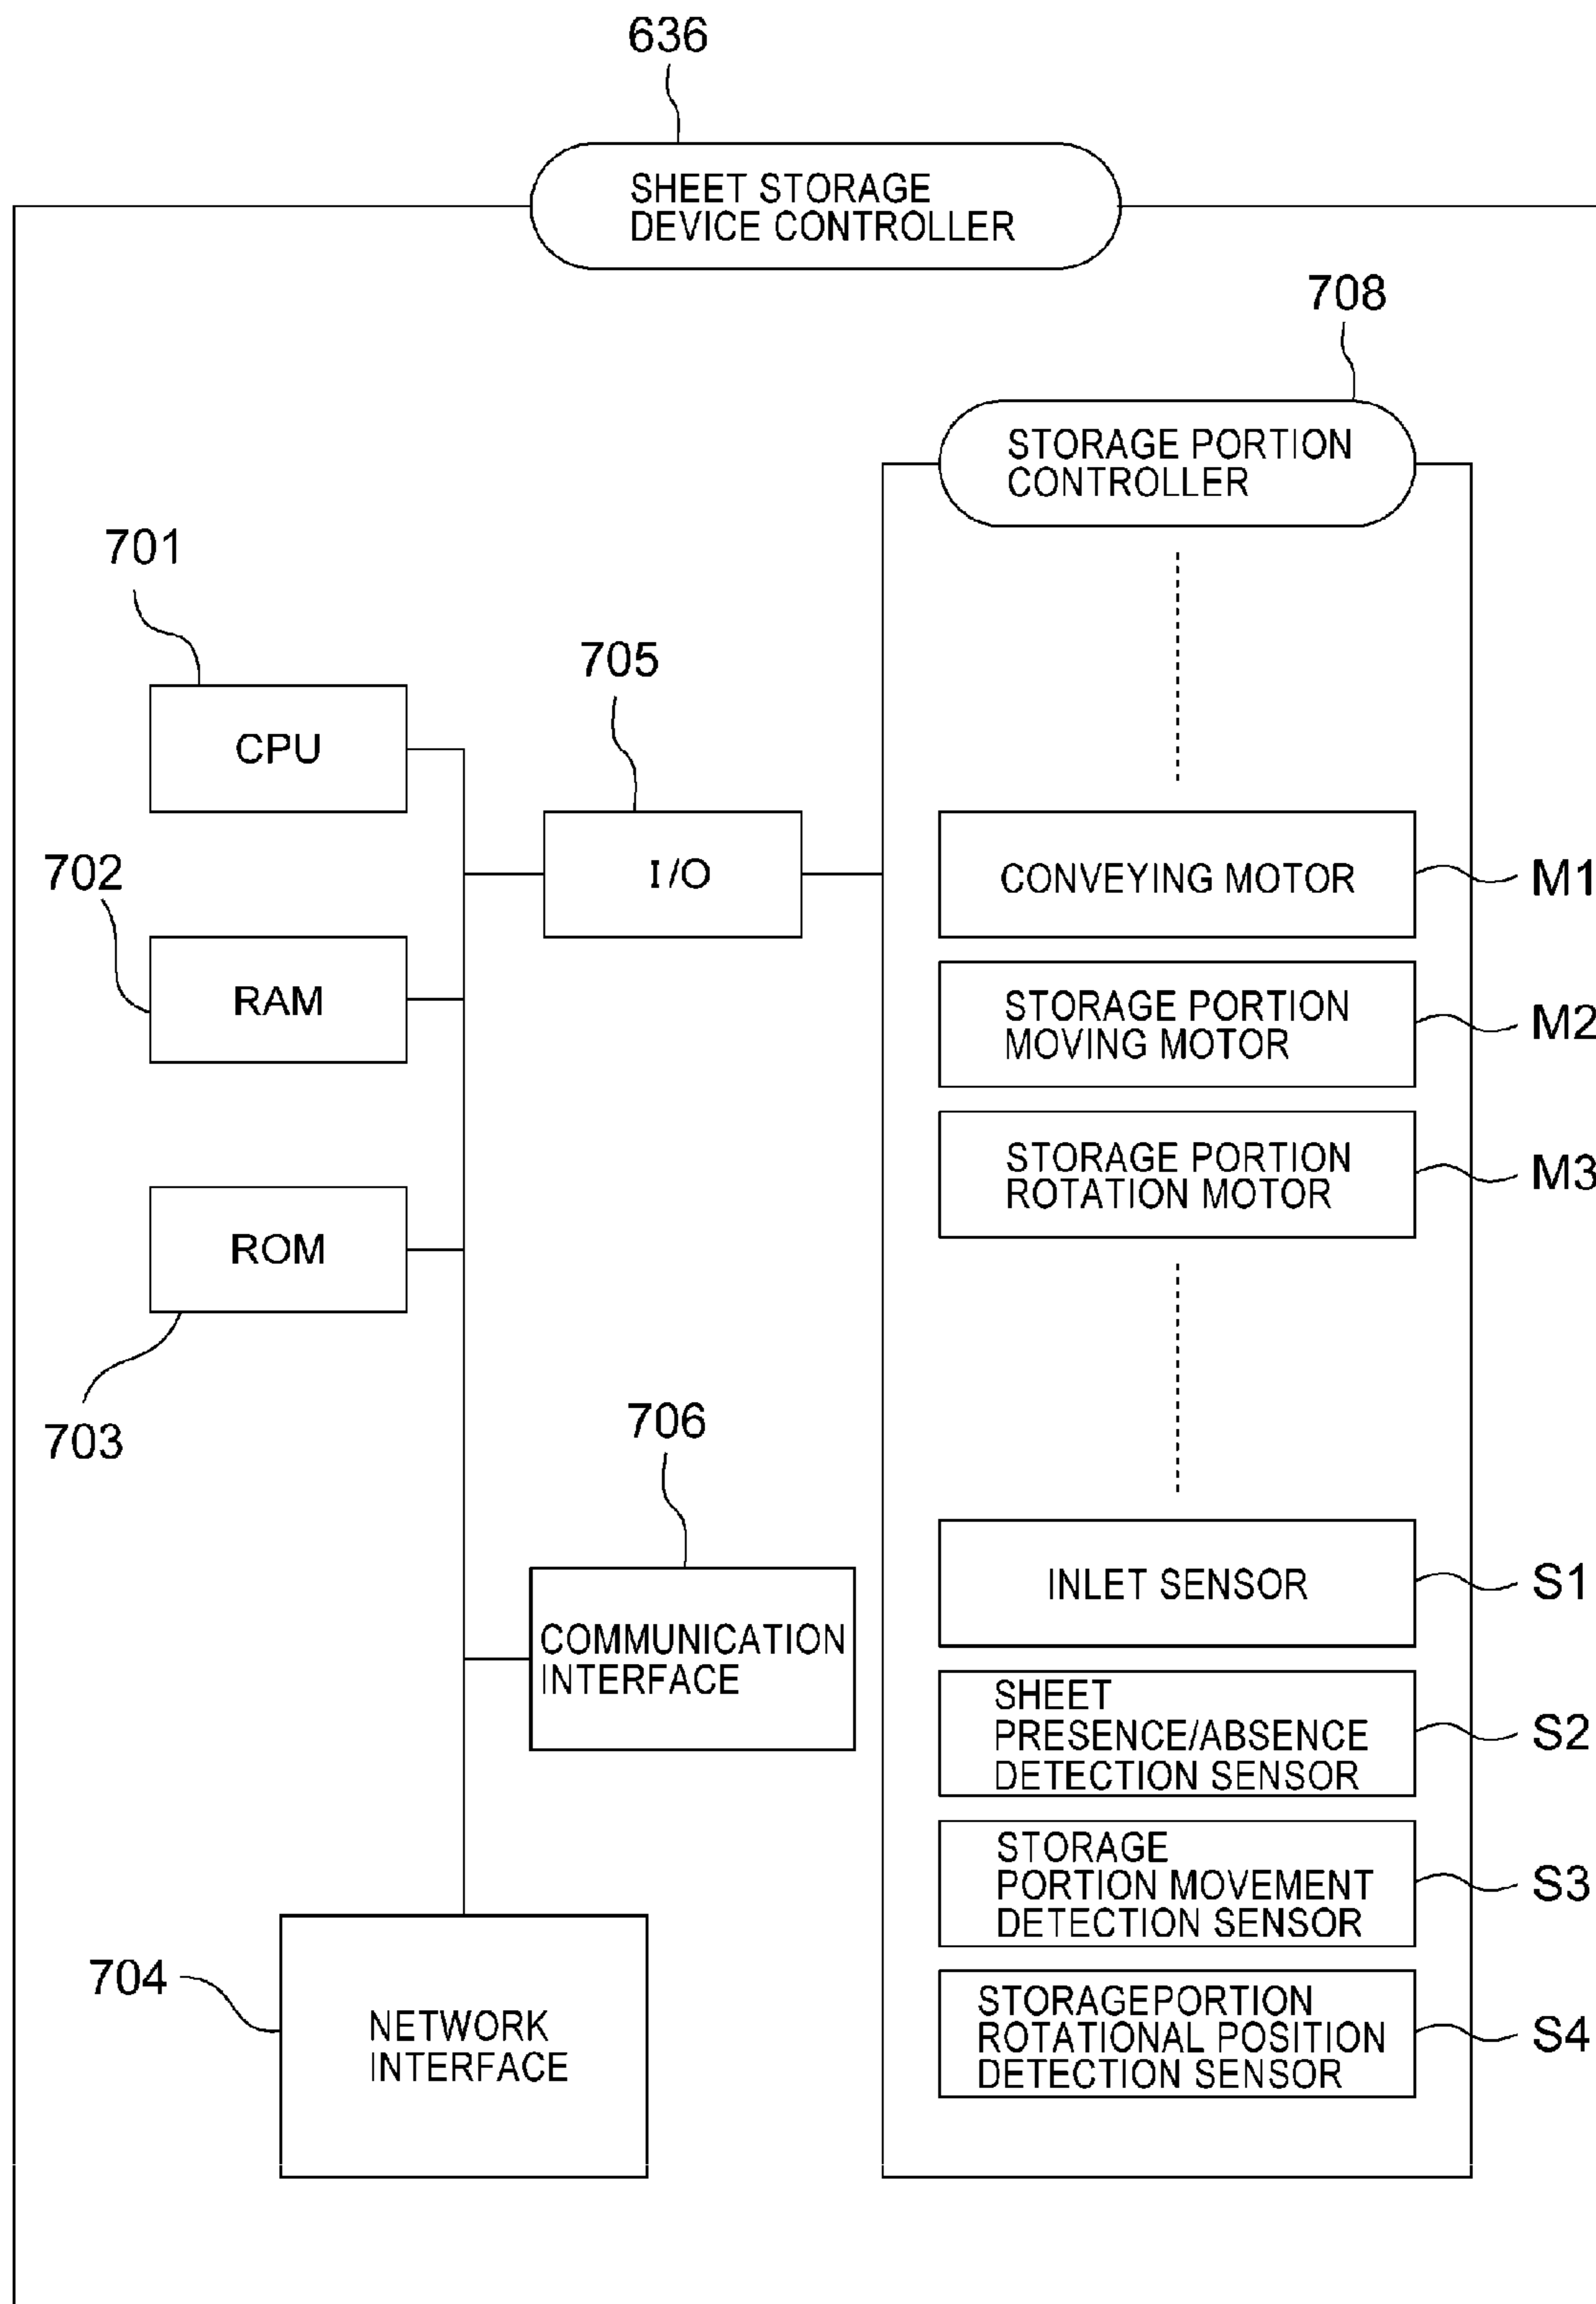 636
SHEET STORAGE
DEVICE CONTROLLER
708
STORAGE PORTION
CONTROLLER
701
CPU
705
I/O
702
RAM
CONVEYING MOTOR
M1
STORAGE PORTION
MOVING MOTOR
M2
STORAGE PORTION
ROTATION MOTOR
M3
ROM
703
706
COMMUNICATION
INTERFACE
INLET SENSOR
S1
SHEET
PRESENCE/ABSENCE
DETECTION SENSOR
S2
STORAGE
PORTION MOVEMENT
DETECTION SENSOR
S3
704
NETWORK
INTERFACE
STORAGEPORTION
ROTATIONAL POSITION
DETECTION SENSOR
S4